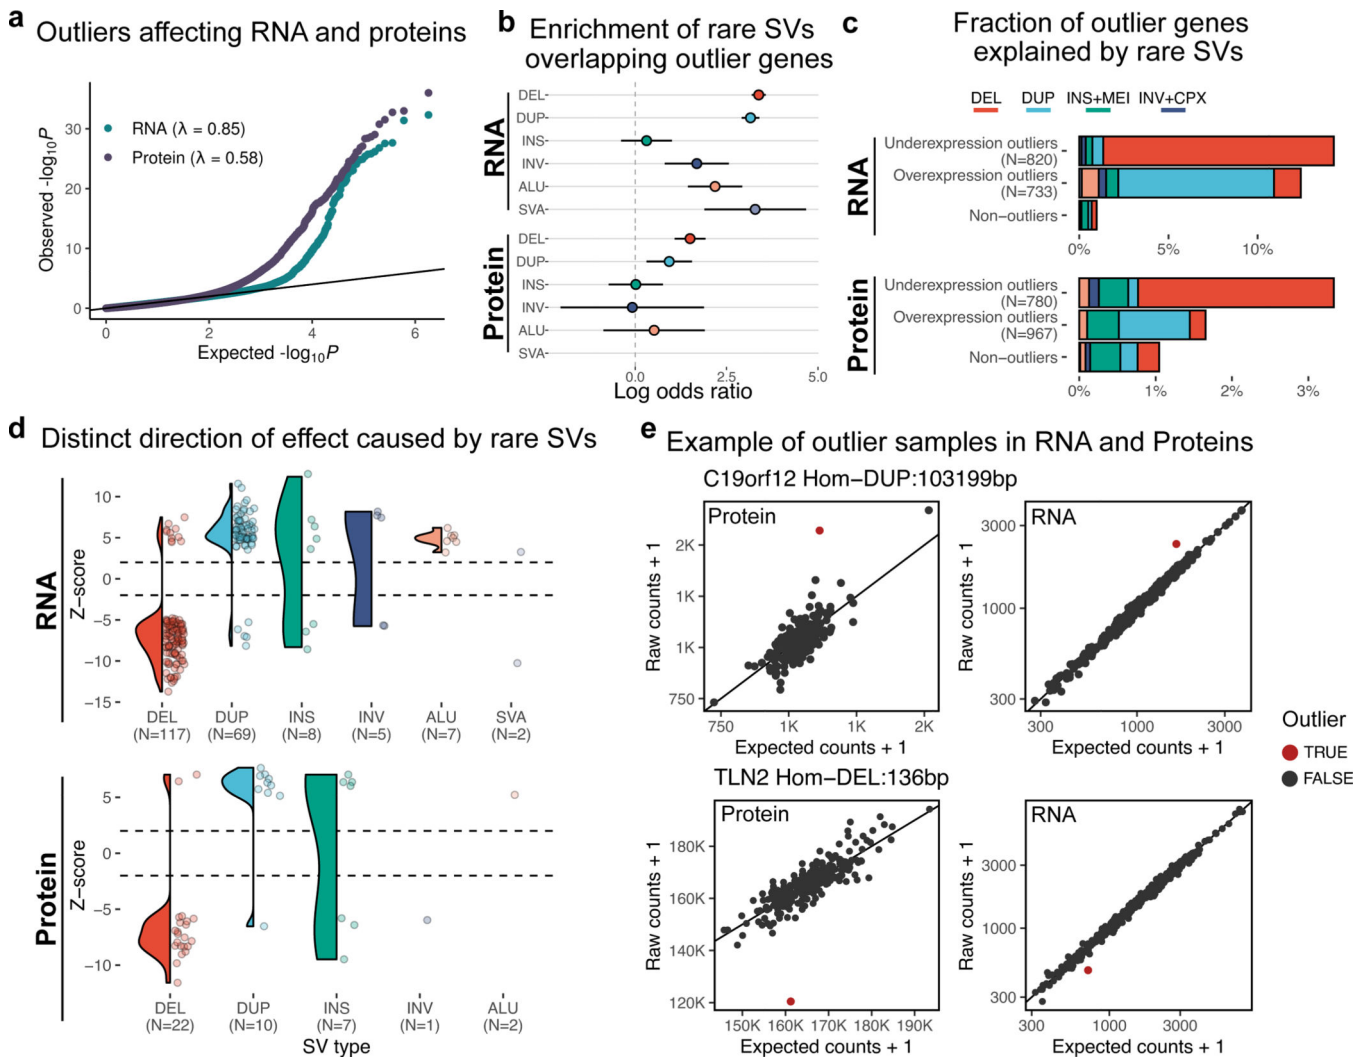 a Outliers affecting RNA and proteins
Observed -log10P
30
20
10
0
RNA (λ = 0.85)
Protein (λ = 0.58)
0 2 4 6
Expected -log10P
b Enrichment of rare SVs
overlapping outlier genes
RNA
DEL
DUP
INS
INV
ALU
SVA
Protein
DEL
DUP
INS
INV
ALU
SVA
0.0 2.5 5.0
Log odds ratio
c Fraction of outlier genes
explained by rare SVs
DEL DUP INS+MEI INV+CPX
RNA
Underexpression outliers
(N=820)
Overexpression outliers
(N=733)
Non-outliers
0% 5% 10%
Protein
Underexpression outliers
(N=780)
Overexpression outliers
(N=967)
Non-outliers
0% 1% 2% 3%
d Distinct direction of effect caused by rare SVs
RNA
Z-score
10
5
0
−5
−10
−15
DEL DUP INS INV ALU SVA
(N=117) (N=69) (N=8) (N=5) (N=7) (N=2)
Protein
Z-score
5
0
−5
−10
DEL DUP INS INV ALU
(N=22) (N=10) (N=7) (N=1) (N=2)
SV type
e Example of outlier samples in RNA and Proteins
C19orf12 Hom−DUP:103199bp
Protein
Raw counts + 1
2K
1K
1K
750
750 1K 1K 2K
Expected counts + 1
RNA
Raw counts + 1
3000
1000
300
300 1000 3000
Expected counts + 1
TLN2 Hom−DEL:136bp
Protein
Raw counts + 1
180K
160K
140K
120K
150K 160K 170K 180K 190K
Expected counts + 1
RNA
Raw counts + 1
3000
1000
300
300 1000 3000
Expected counts + 1
Outlier
TRUE
FALSE